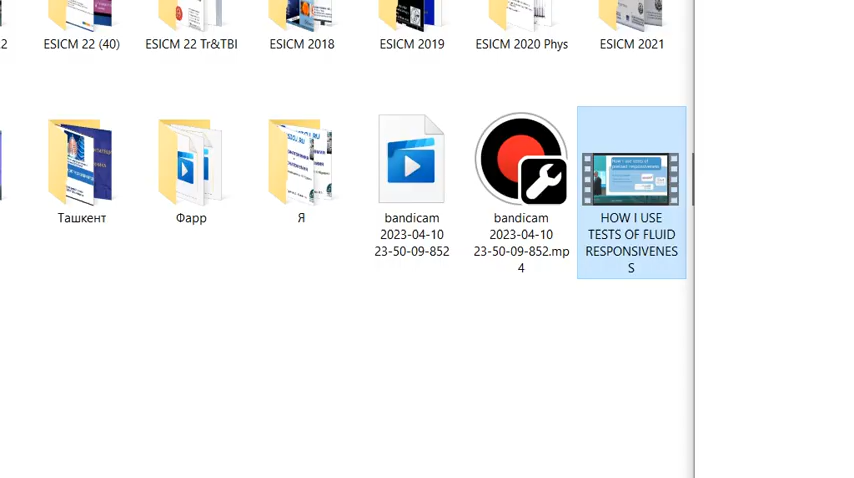 2
ESICM 22 (40)
ESICM 22 Tr&TBI
ESICM 2018
ESICM 2019
ESICM 2020 Phys
ESICM 2021
Ташкент
Фарр
Я
bandicam
2023-04-10
23-50-09-852
bandicam
2023-04-10
23-50-09-852.mp
4
HOW I USE
TESTS OF FLUID
RESPONSIVENES
S